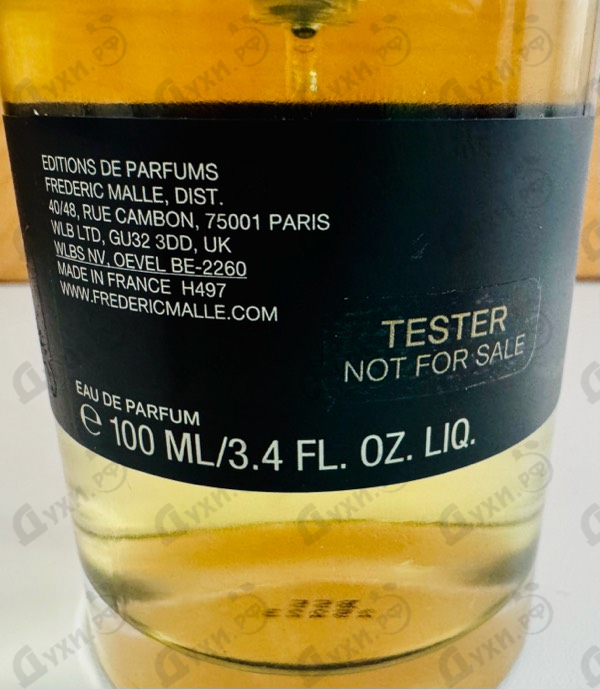 EDITIONS DE PARFUMS
FREDERIC MALLE, DIST.
40/48, RUE CAMBON, 75001 PARIS
WLB LTD, GU32 3DD, UK
WLBS NV, OEVEL BE-2260
MADE IN FRANCE H497
WWW.FREDERICMALLE.COM
TESTER
NOT FOR SALE
EAU DE PARFUM
℮ 100 ML/3.4 FL. OZ. LIQ.
Духи.РФ